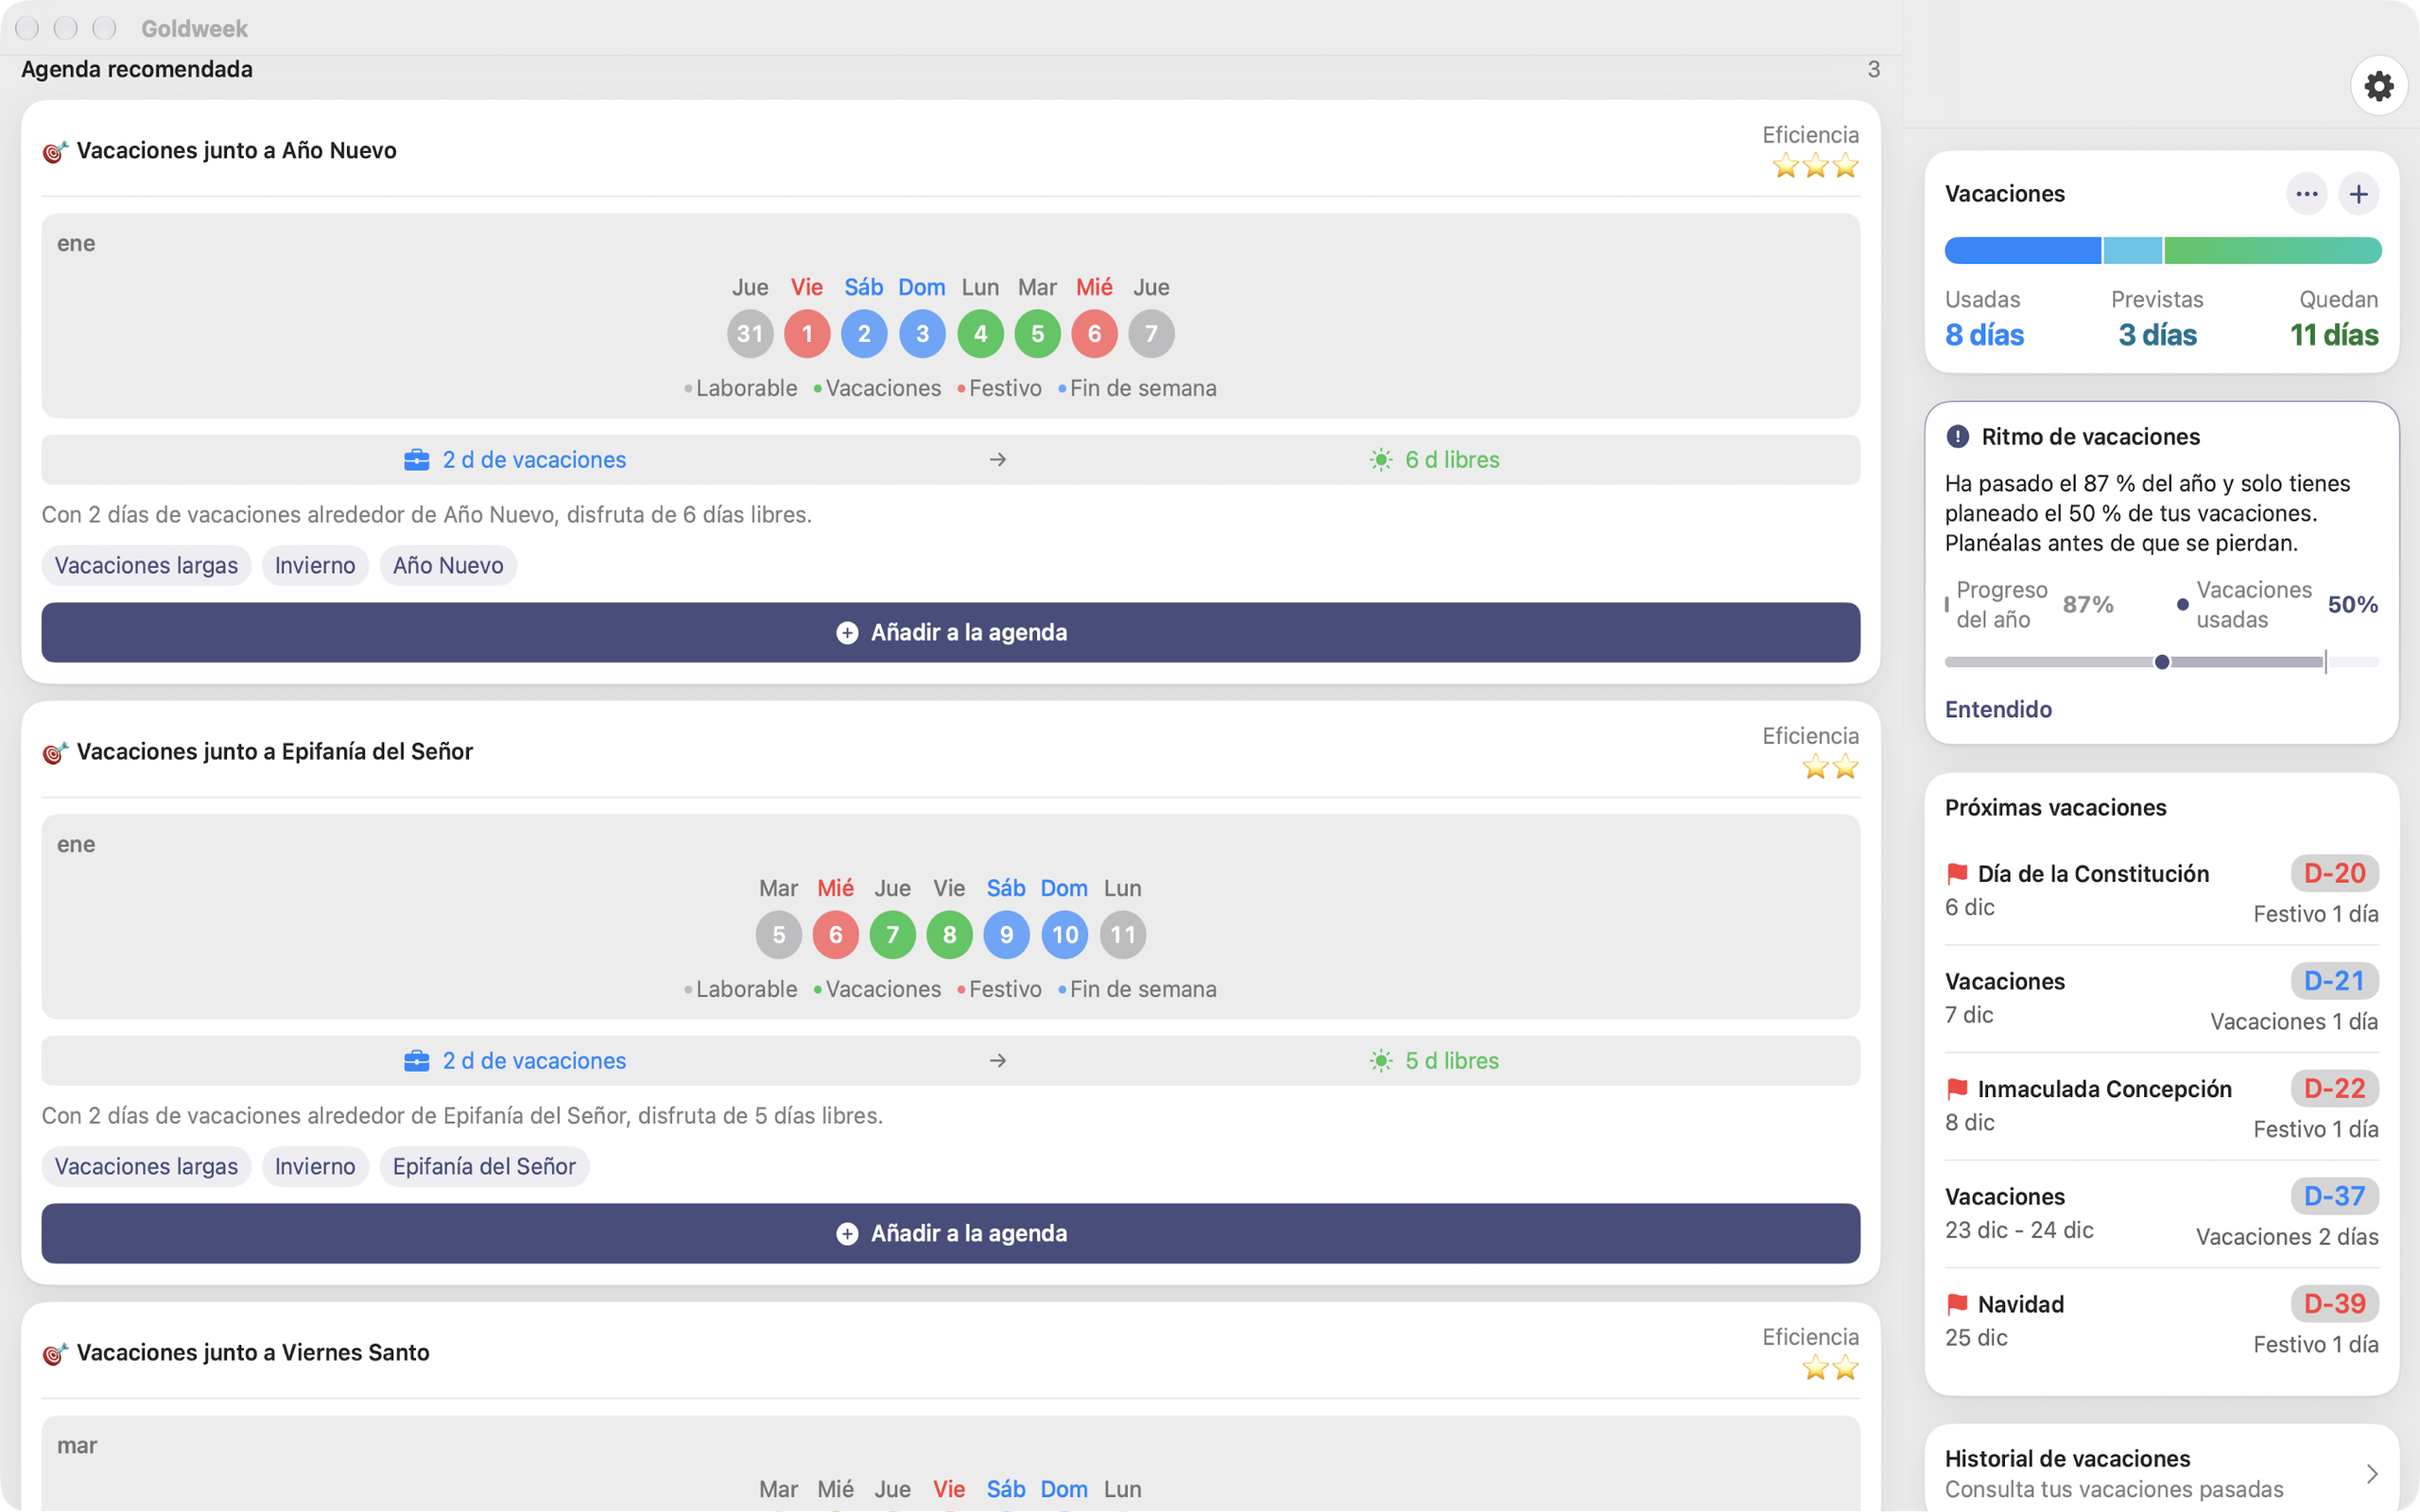 Goldweek
Agenda recomendada
3
Vacaciones junto a Año Nuevo
Eficiencia
ene
Jue Vie Sáb Dom Lun Mar Mié Jue
31 1 2 3 4 5 6 7
Laborable Vacaciones Festivo Fin de semana
2 d de vacaciones → 6 d libres
Con 2 días de vacaciones alrededor de Año Nuevo, disfruta de 6 días libres.
Vacaciones largas Invierno Año Nuevo
Añadir a la agenda
Vacaciones junto a Epifanía del Señor
Eficiencia
ene
Mar Mié Jue Vie Sáb Dom Lun
5 6 7 8 9 10 11
Laborable Vacaciones Festivo Fin de semana
2 d de vacaciones → 5 d libres
Con 2 días de vacaciones alrededor de Epifanía del Señor, disfruta de 5 días libres.
Vacaciones largas Invierno Epifanía del Señor
Añadir a la agenda
Vacaciones junto a Viernes Santo
Eficiencia
mar
Mar Mié Jue Vie Sáb Dom Lun
Vacaciones
Usadas Previstas Quedan
8 días 3 días 11 días
Ritmo de vacaciones
Ha pasado el 87 % del año y solo tienes
planeado el 50 % de tus vacaciones.
Planéalas antes de que se pierdan.
Progreso
del año
87%
Vacaciones
usadas
50%
Entendido
Próximas vacaciones
Día de la Constitución D-20
6 dic Festivo 1 día
Vacaciones D-21
7 dic Vacaciones 1 día
Inmaculada Concepción D-22
8 dic Festivo 1 día
Vacaciones D-37
23 dic - 24 dic Vacaciones 2 días
Navidad D-39
25 dic Festivo 1 día
Historial de vacaciones
Consulta tus vacaciones pasadas